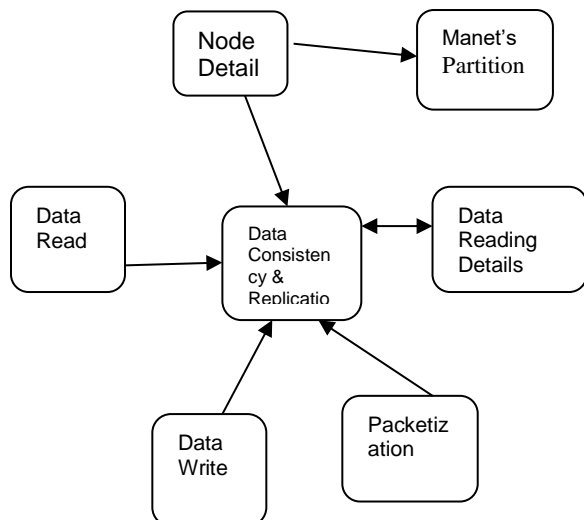 Node
Detail
Manet's
Partition
Data
Read
Data
Consisten
cy &
Replicatio
Data
Reading
Details
Data
Write
Packetiz
ation